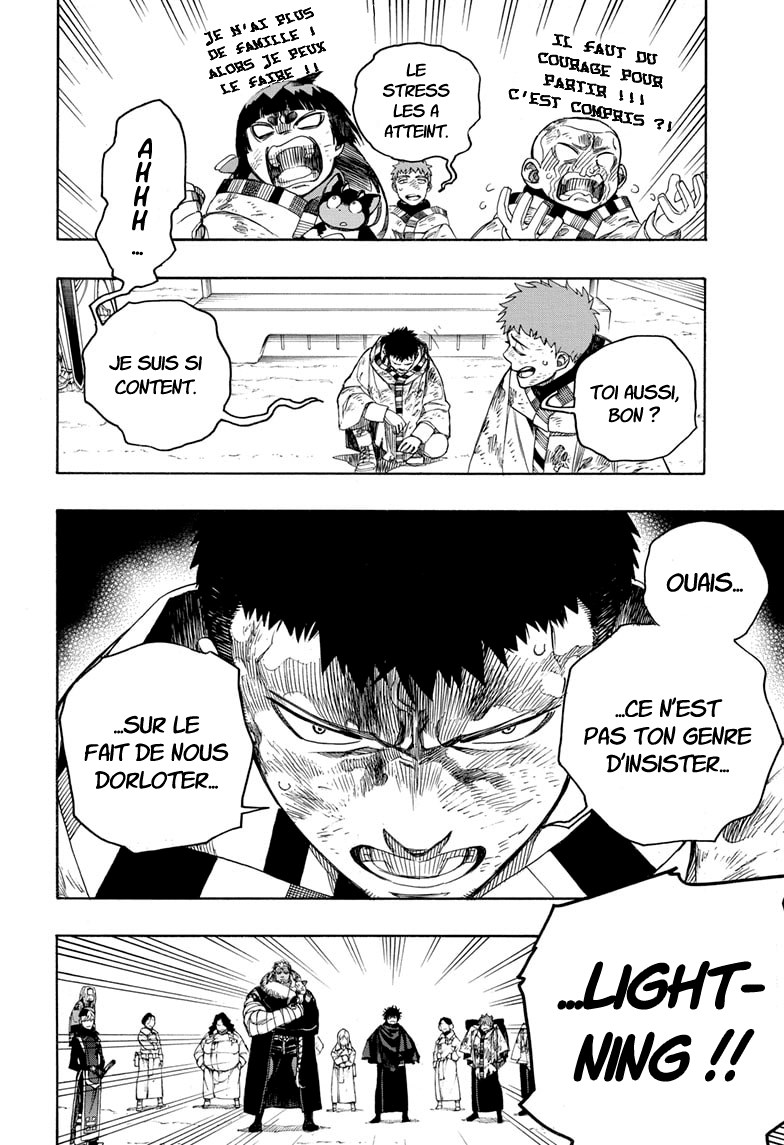 JE N'AI PLUS
DE FAMILLE !
ALORS JE PEUX
LE FAIRE !!
LE
STRESS
LES A
ATTEINT.
IL FAUT DU
COURAGE POUR
PARTIR !!!
C'EST COMPRIS ?!
AHHH ...
JE SUIS SI
CONTENT.
TOI AUSSI,
BON ?
OUAIS...
...CE N'EST
PAS TON GENRE
D'INSISTER...
...SUR LE
FAIT DE NOUS
DORLOTER...
...LIGHT-
NING !!